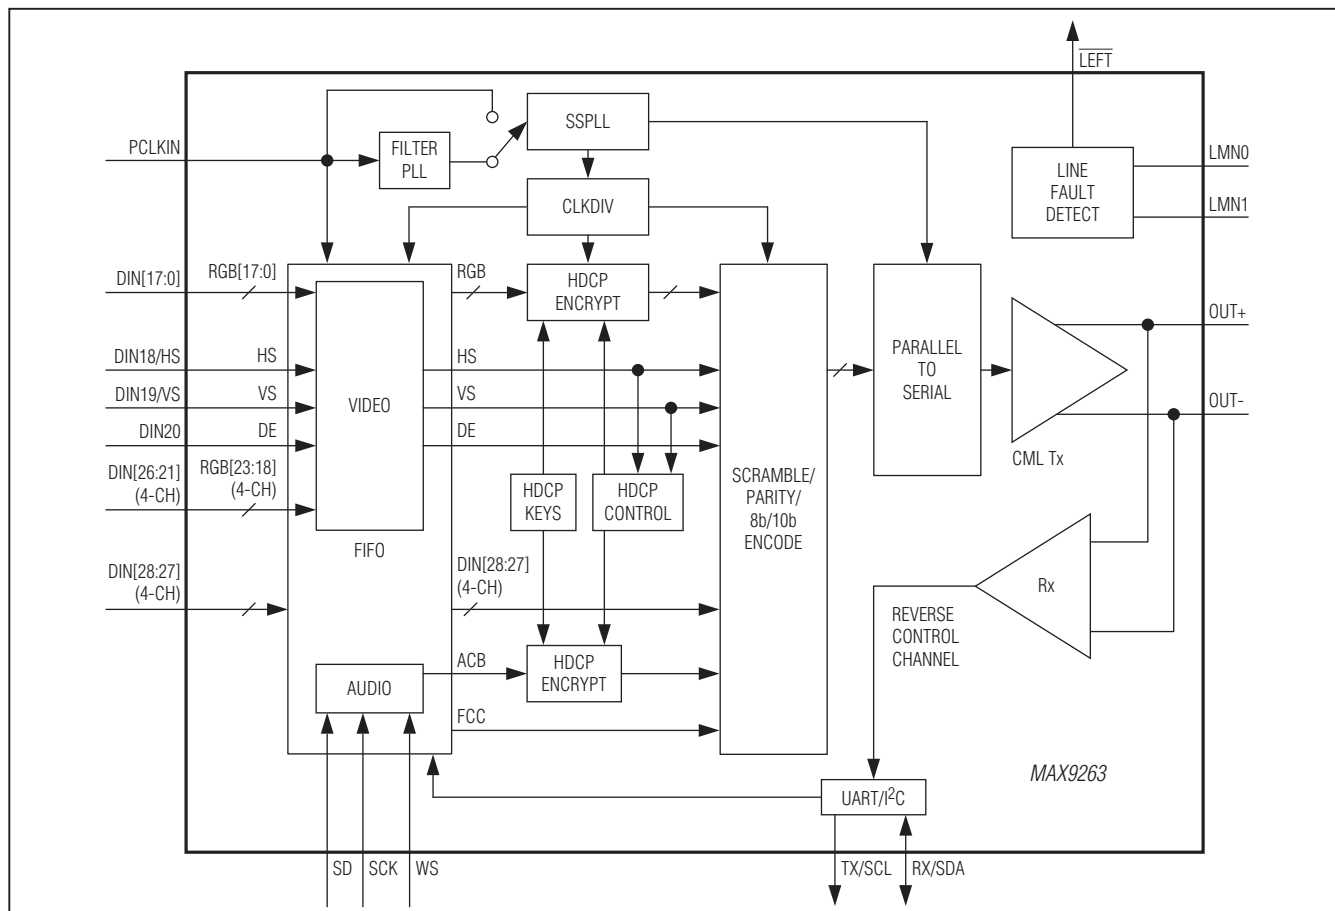 LEFT
PCLKIN
FILTER
PLL
SSPLL
CLKDIV
LINE
FAULT
DETECT
LMN0
LMN1
DIN[17:0]
RGB[17:0]
RGB
HDCP
ENCRYPT
DIN18/HS
HS
HS
DIN19/VS
VS
VS
DIN20
DE
DE
DIN[26:21]
(4-CH)
RGB[23:18]
(4-CH)
VIDEO
FIFO
HDCP
KEYS
HDCP
CONTROL
SCRAMBLE/
PARITY/
8b/10b
ENCODE
PARALLEL
TO
SERIAL
CML Tx
OUT+
OUT-
DIN[28:27]
(4-CH)
DIN[28:27]
(4-CH)
Rx
REVERSE
CONTROL
CHANNEL
AUDIO
ACB
HDCP
ENCRYPT
FCC
UART/I²C
MAX9263
SD
SCK
WS
TX/SCL
RX/SDA